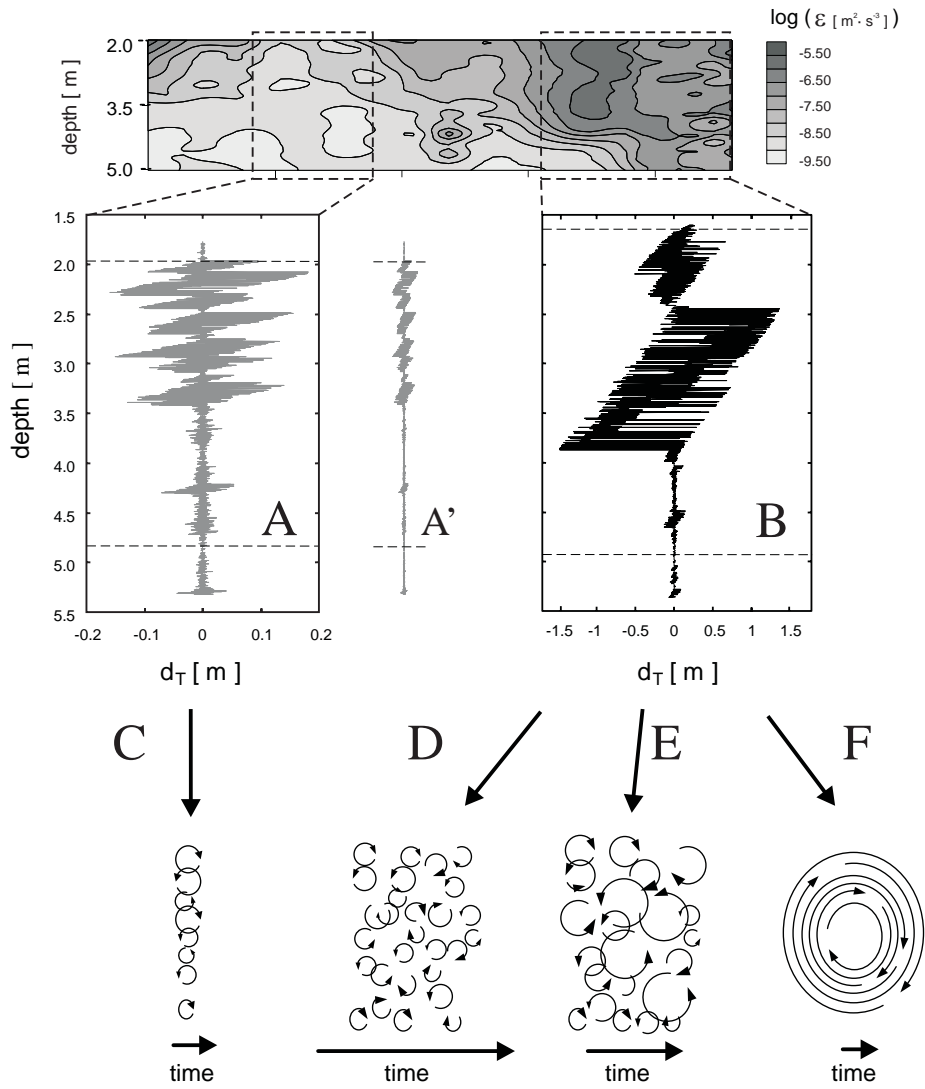 log ( ε [ m²· s⁻³ ] )
2.0
3.5
5.0
depth [ m ]
-5.50
-6.50
-7.50
-8.50
-9.50
1.5
2.0
2.5
3.0
3.5
4.0
4.5
5.0
5.5
depth [ m ]
A
A'
B
-0.2 -0.1 0 0.1 0.2
-1.5 -1 -0.5 0 0.5 1 1.5
d_T [ m ]
d_T [ m ]
C
D
E
F
time
time
time
time